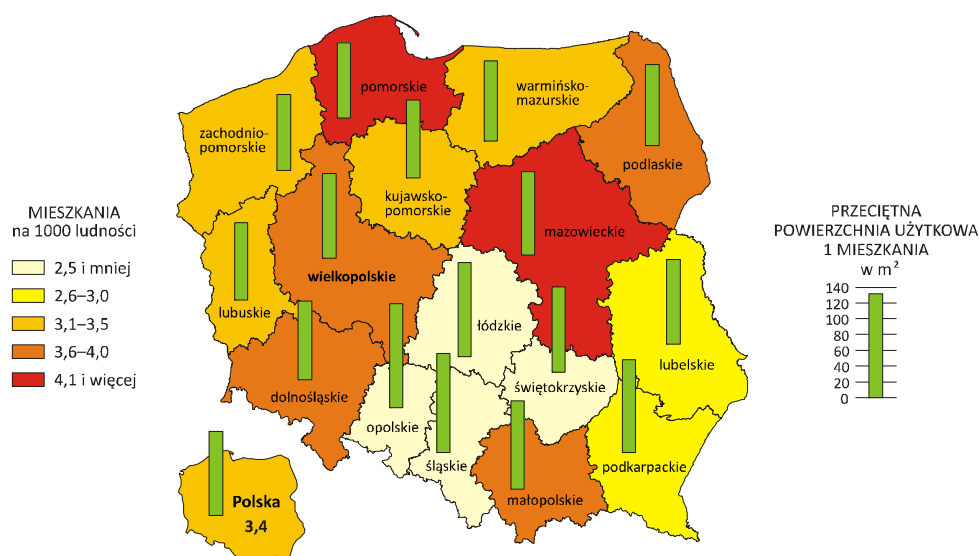 pomorskie
warmińsko-
mazurskie
zachodnio-
pomorskie
podlaskie
kujawsko-
pomorskie
mazowieckie
wielkopolskie
lubuskie
łódzkie
lubelskie
świętokrzyskie
dolnośląskie
opolskie
śląskie
podkarpackie
małopolskie
Polska
3,4
MIESZKANIA
na 1000 ludności
2,5 i mniej
2,6–3,0
3,1–3,5
3,6–4,0
4,1 i więcej
PRZECIĘTNA
POWIERZCHNIA UŻYTKOWA
1 MIESZKANIA
w m²
140
120
100
80
60
40
20
0